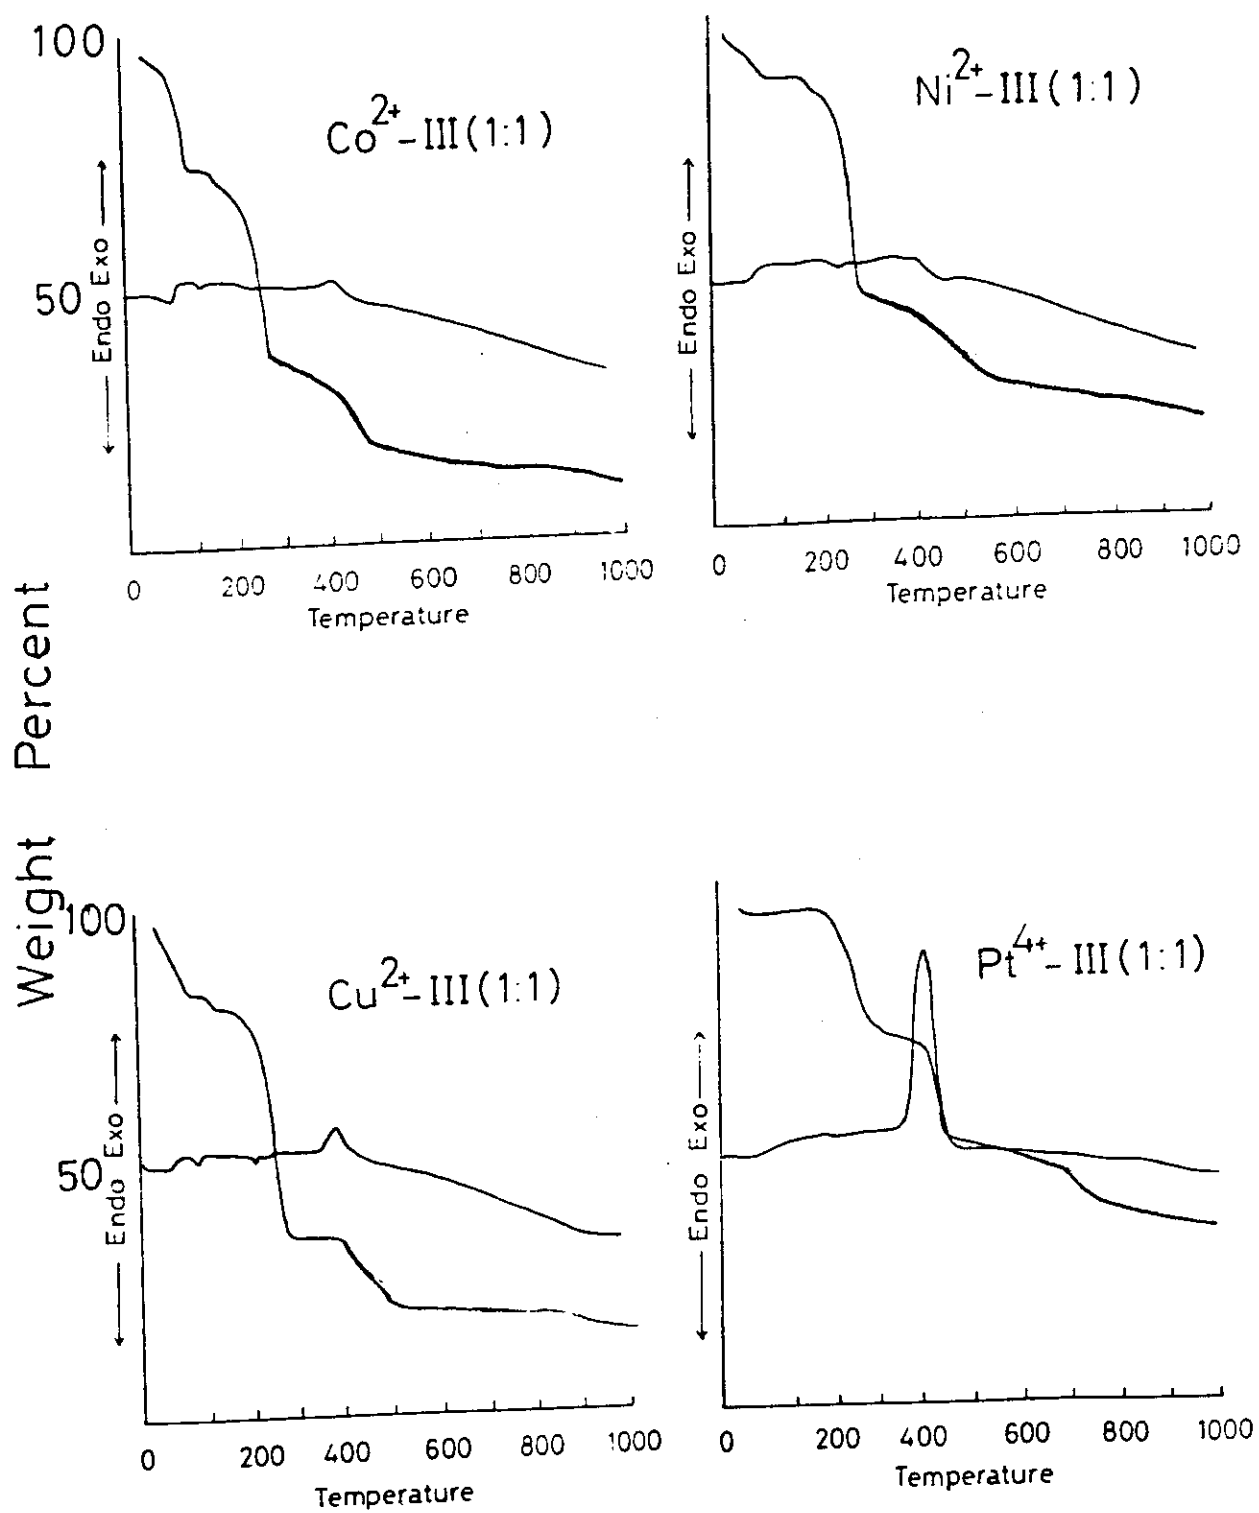 Weight Percent
100
50
← Endo Exo →
Co2+–III(1:1)
0 200 400 600 800 1000
Temperature
← Endo Exo →
Ni2+–III(1:1)
0 200 400 600 800 1000
Temperature
100
50
← Endo Exo →
Cu2+–III(1:1)
0 200 400 600 800 1000
Temperature
← Endo Exo →
Pt4+–III(1:1)
0 200 400 600 800 1000
Temperature